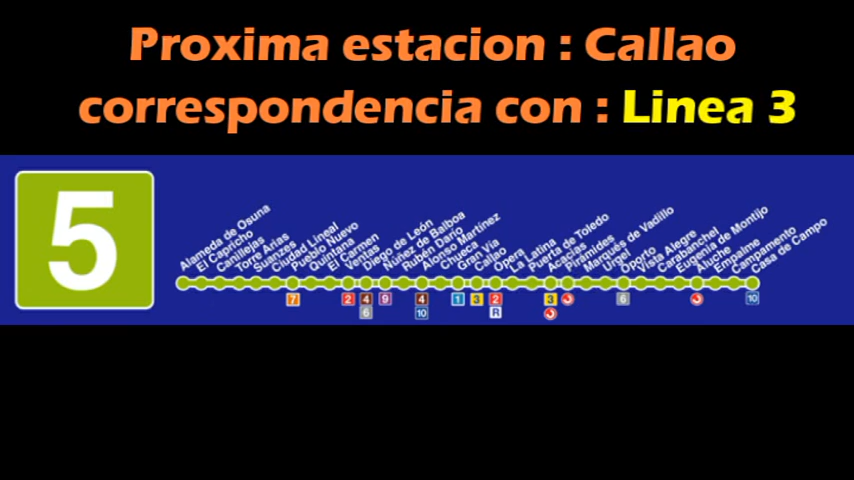 Proxima estacion : Callao
correspondencia con : Linea 3
5
Alameda de Osuna
El Capricho
Canillejas
Torre Arias
Suanzes
Ciudad Lineal
Pueblo Nuevo
Quintana
El Carmen
Ventas
Diego de León
Núñez de Balboa
Rubén Darío
Alonso Martínez
Chueca
Gran Vía
Callao
Opera
La Latina
Puerta de Toledo
Acacias
Pirámides
Marqués de Vadillo
Urgel
Oporto
Vista Alegre
Carabanchel
Eugenia de Montijo
Aluche
Empalme
Campamento
Casa de Campo
7 2 4 9 4 1 3 2 3 6 10
6 10 R